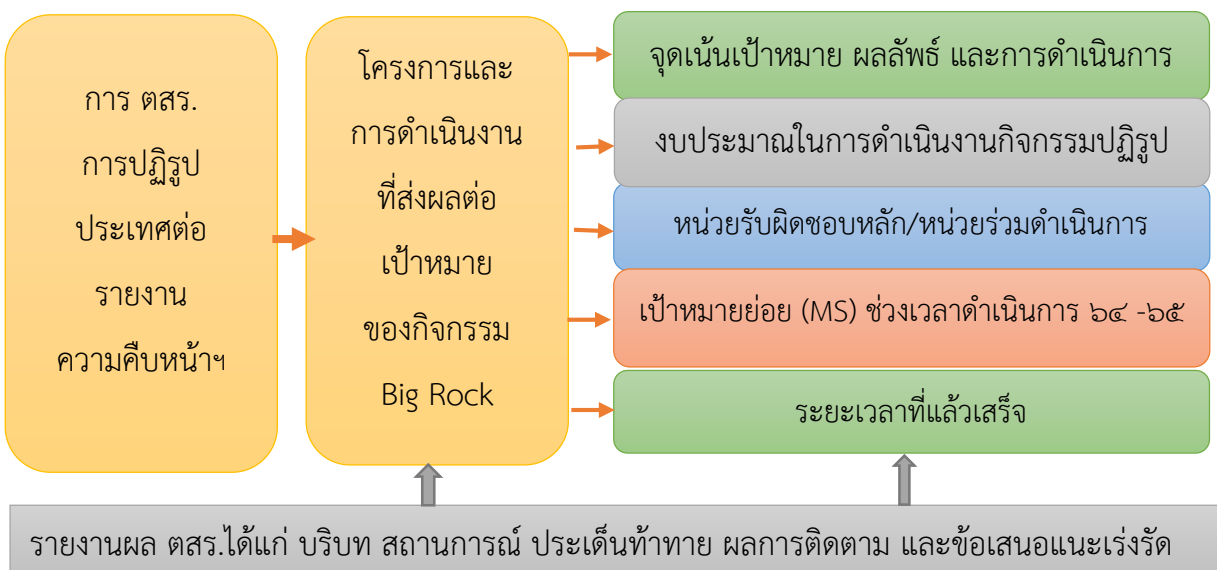 การ ตสร.
การปฏิรูป
ประเทศต่อ
รายงาน
ความคืบหน้าฯ
โครงการและ
การดำเนินงาน
ที่ส่งผลต่อ
เป้าหมาย
ของกิจกรรม
Big Rock
จุดเน้นเป้าหมาย ผลลัพธ์ และการดำเนินการ
งบประมาณในการดำเนินงานกิจกรรมปฏิรูป
หน่วยรับผิดชอบหลัก/หน่วยร่วมดำเนินการ
เป้าหมายย่อย (MS) ช่วงเวลาดำเนินการ ๖๔ -๖๕
ระยะเวลาที่แล้วเสร็จ
รายงานผล ตสร.ได้แก่ บริบท สถานการณ์ ประเด็นท้าทาย ผลการติดตาม และข้อเสนอแนะเร่งรัด